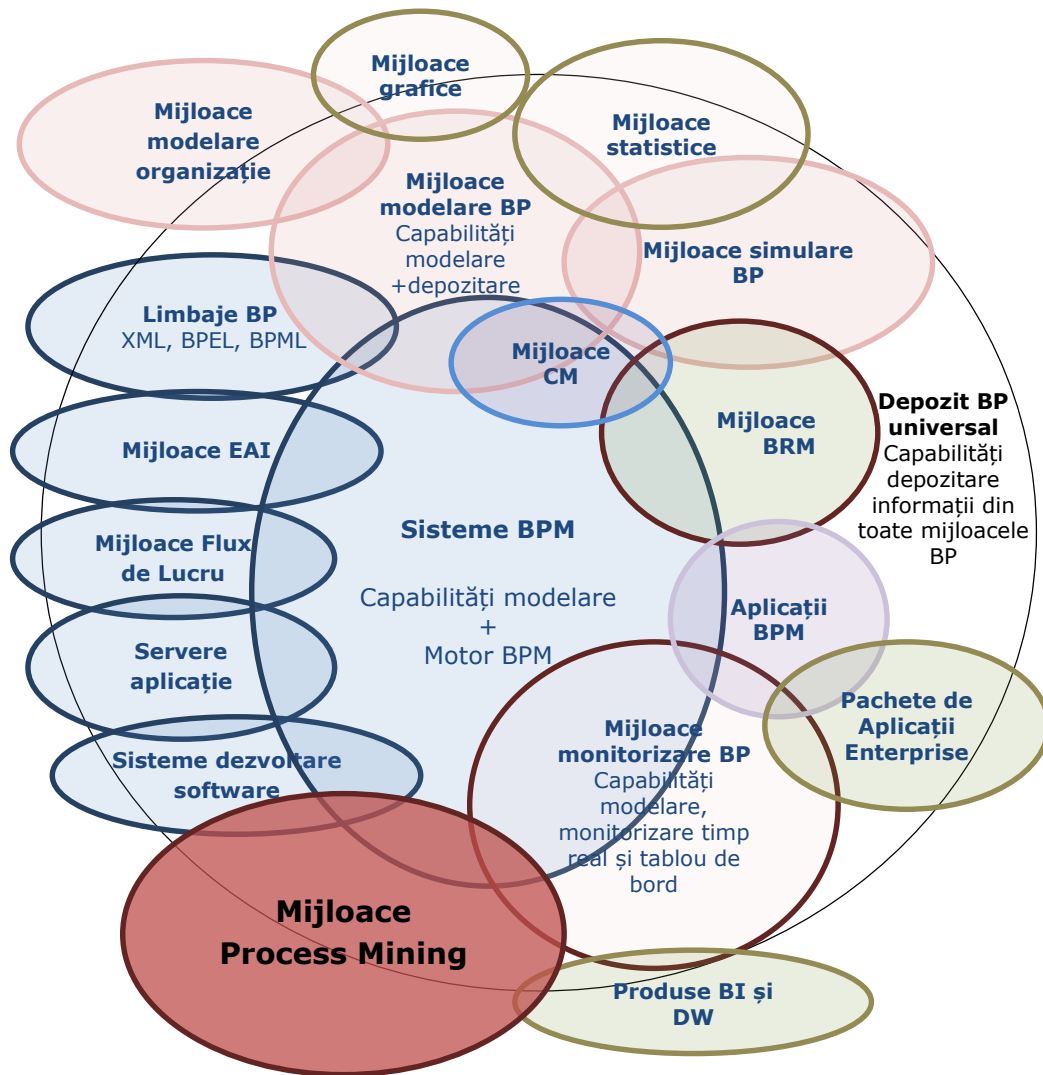 Mijloace
grafice
Mijloace
modelare
organizație
Mijloace
statistice
Mijloace
modelare BP
Capabilități
modelare
+depozitare
Mijloace simulare
BP
Limbaje BP
XML, BPEL, BPML
Mijloace
CM
Mijloace
BRM
Depozit BP
universal
Capabilități
depozitare
informații din
toate mijloacele
BP
Mijloace EAI
Sisteme BPM
Capabilități modelare
+
Motor BPM
Mijloace Flux
de Lucru
Aplicații
BPM
Servere
aplicație
Pachete de
Aplicații
Enterprise
Mijloace
monitorizare BP
Capabilități
modelare,
monitorizare timp
real și tablou de
bord
Sisteme dezvoltare
software
Mijloace
Process Mining
Produse BI și
DW